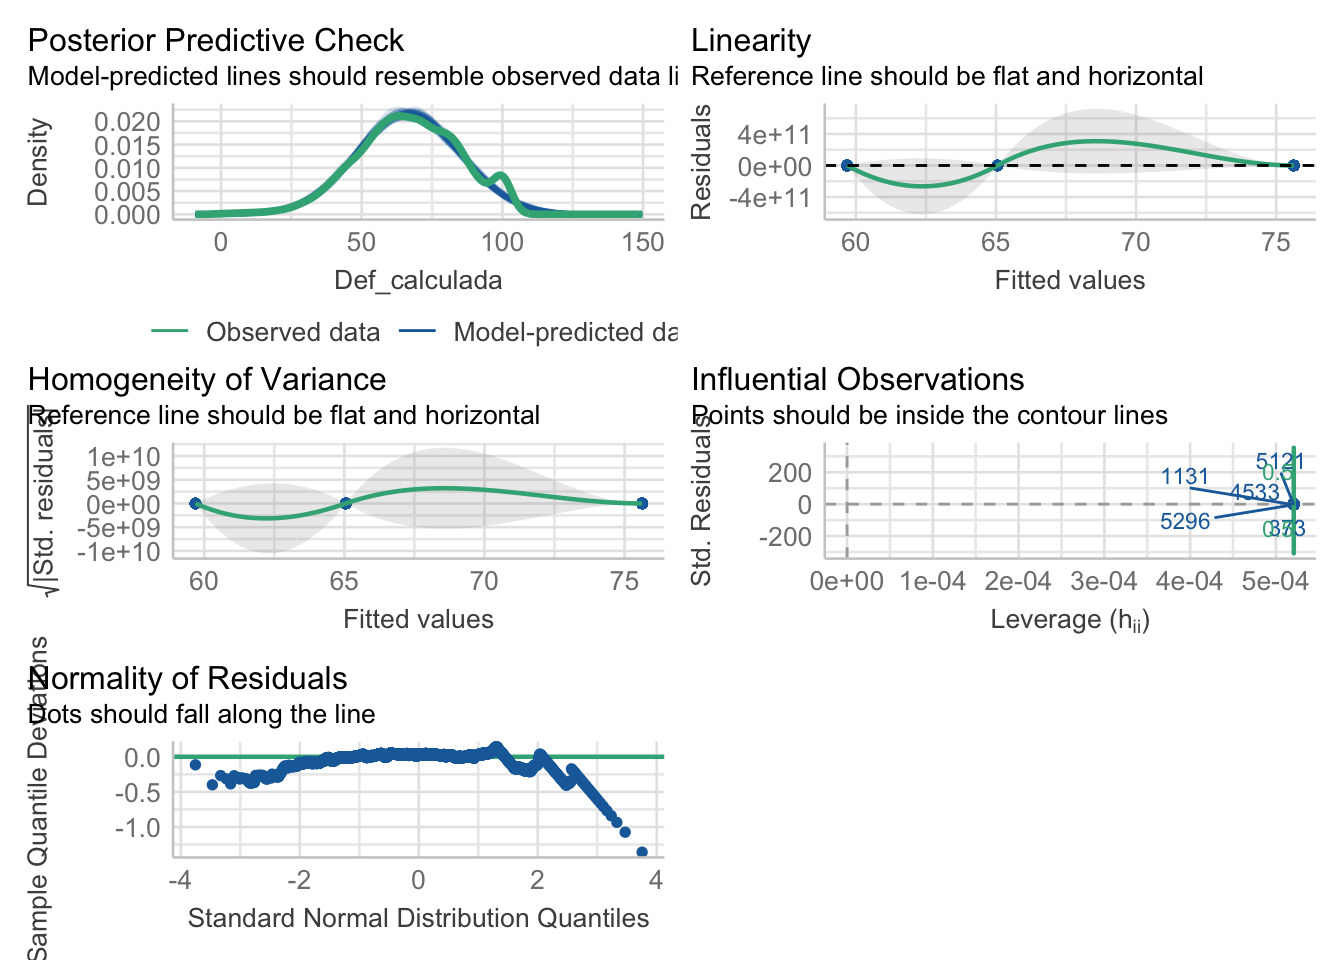 Posterior Predictive Check
Model-predicted lines should resemble observed data li
Density
0.020
0.015
0.010
0.005
0.000
0 50 100 150
Def_calculada
Observed data Model-predicted da
Linearity
Reference line should be flat and horizontal
Residuals
4e+11
0e+00
-4e+11
60 65 70 75
Fitted values
Homogeneity of Variance
Reference line should be flat and horizontal
√|Std. residuals|
1e+10
5e+09
0e+00
-5e+09
-1e+10
60 65 70 75
Fitted values
Influential Observations
Points should be inside the contour lines
Std. Residuals
200
0
-200
5121
1131
0.5
4533
5296
0.5
373
0e+00 1e-04 2e-04 3e-04 4e-04 5e-04
Leverage (hii)
Normality of Residuals
Dots should fall along the line
Sample Quantile Deviations
0.0
-0.5
-1.0
-4 -2 0 2 4
Standard Normal Distribution Quantiles